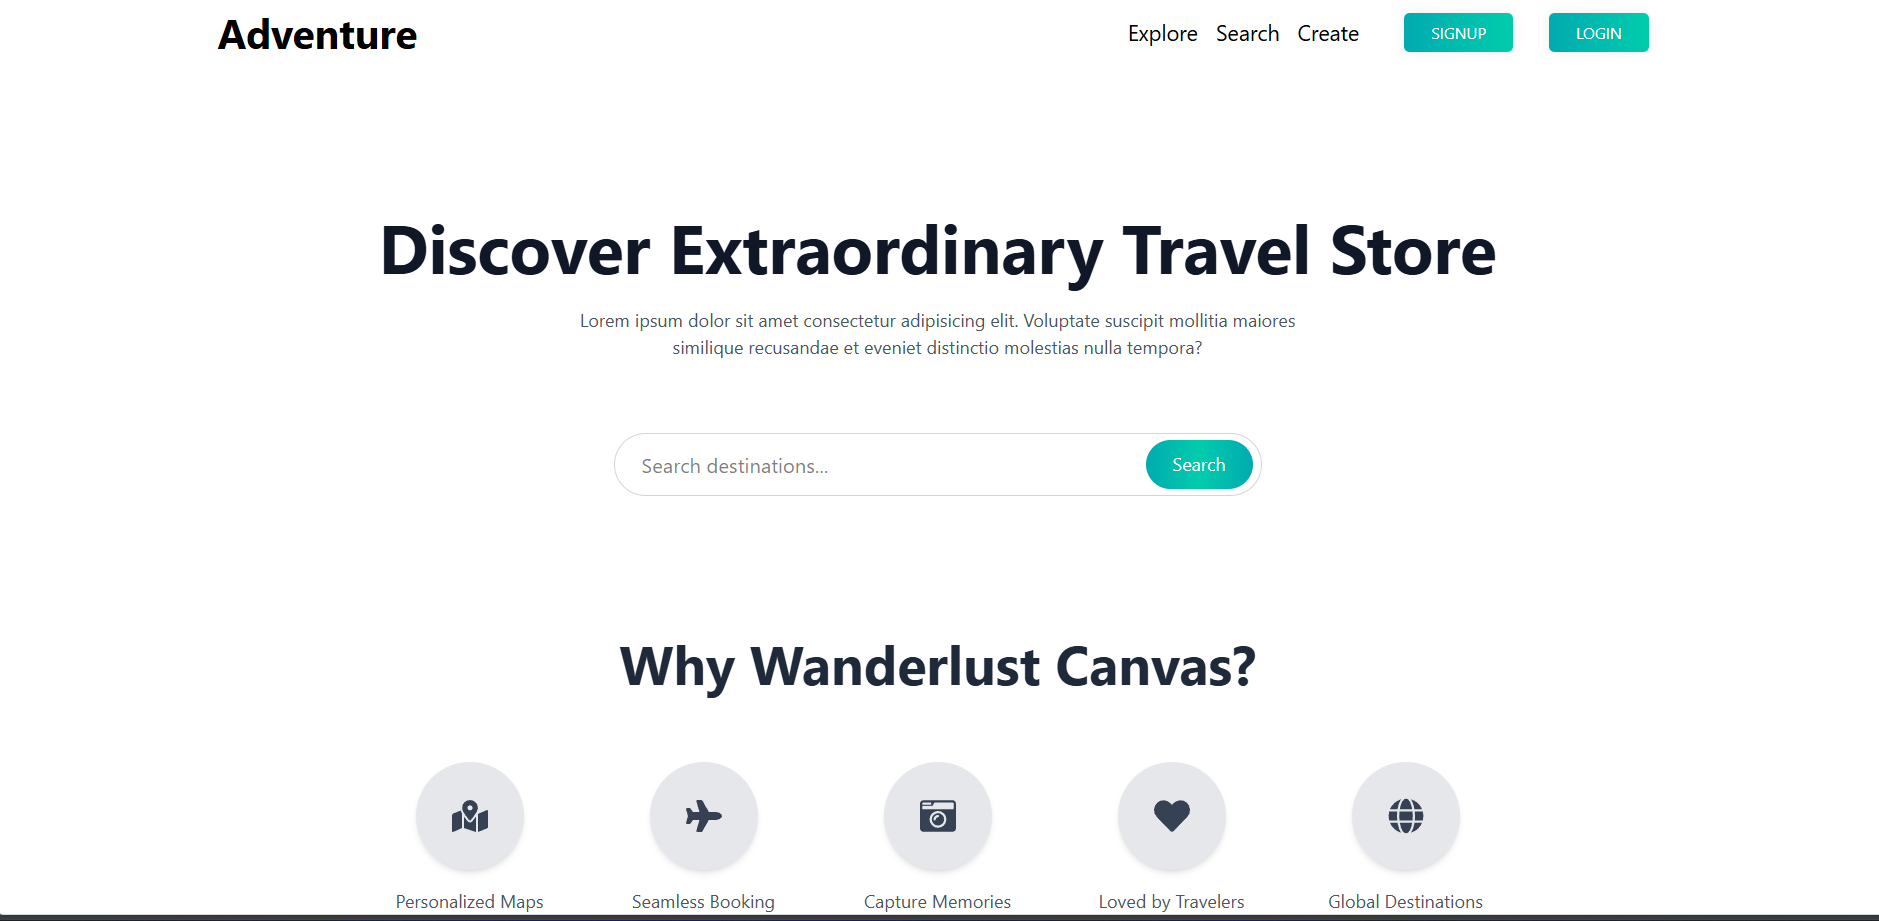 Adventure
Explore Search Create SIGNUP LOGIN
Discover Extraordinary Travel Store
Lorem ipsum dolor sit amet consectetur adipisicing elit. Voluptate suscipit mollitia maiores
similique recusandae et eveniet distinctio molestias nulla tempora?
Search destinations... Search
Why Wanderlust Canvas?
Personalized Maps Seamless Booking Capture Memories Loved by Travelers Global Destinations